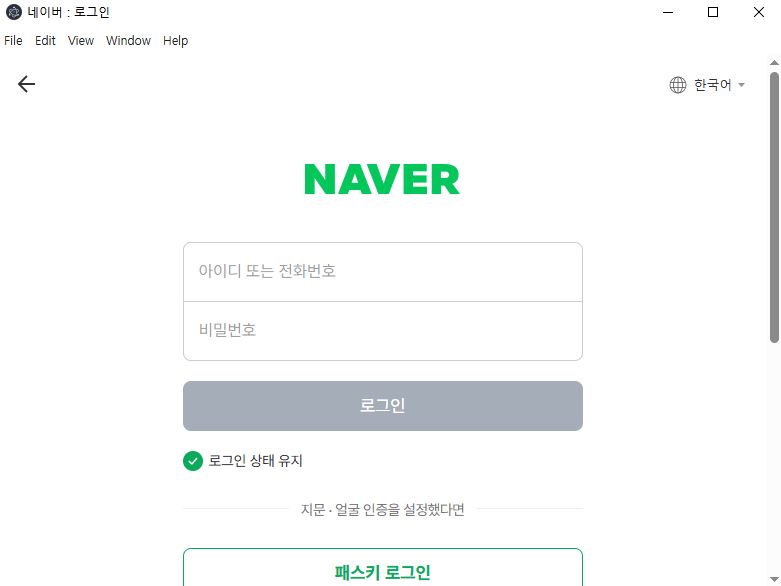 네이버 : 로그인
File Edit View Window Help
한국어
NAVER
아이디 또는 전화번호
비밀번호
로그인
로그인 상태 유지
지문 · 얼굴 인증을 설정했다면
패스키 로그인